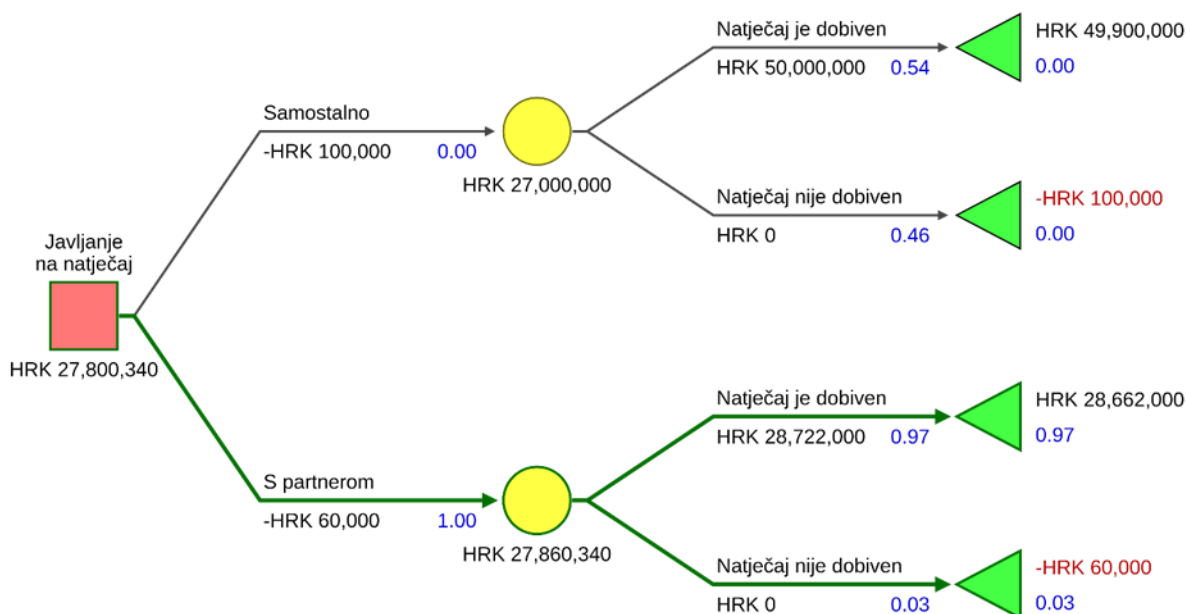 Natječaj je dobiven
HRK 50,000,000 0.54
HRK 49,900,000
0.00
Samostalno
-HRK 100,000 0.00
HRK 27,000,000
Natječaj nije dobiven
HRK 0 0.46
-HRK 100,000
0.00
Javljanje
na natječaj
HRK 27,800,340
Natječaj je dobiven
HRK 28,722,000 0.97
HRK 28,662,000
0.97
S partnerom
-HRK 60,000 1.00
HRK 27,860,340
Natječaj nije dobiven
HRK 0 0.03
-HRK 60,000
0.03